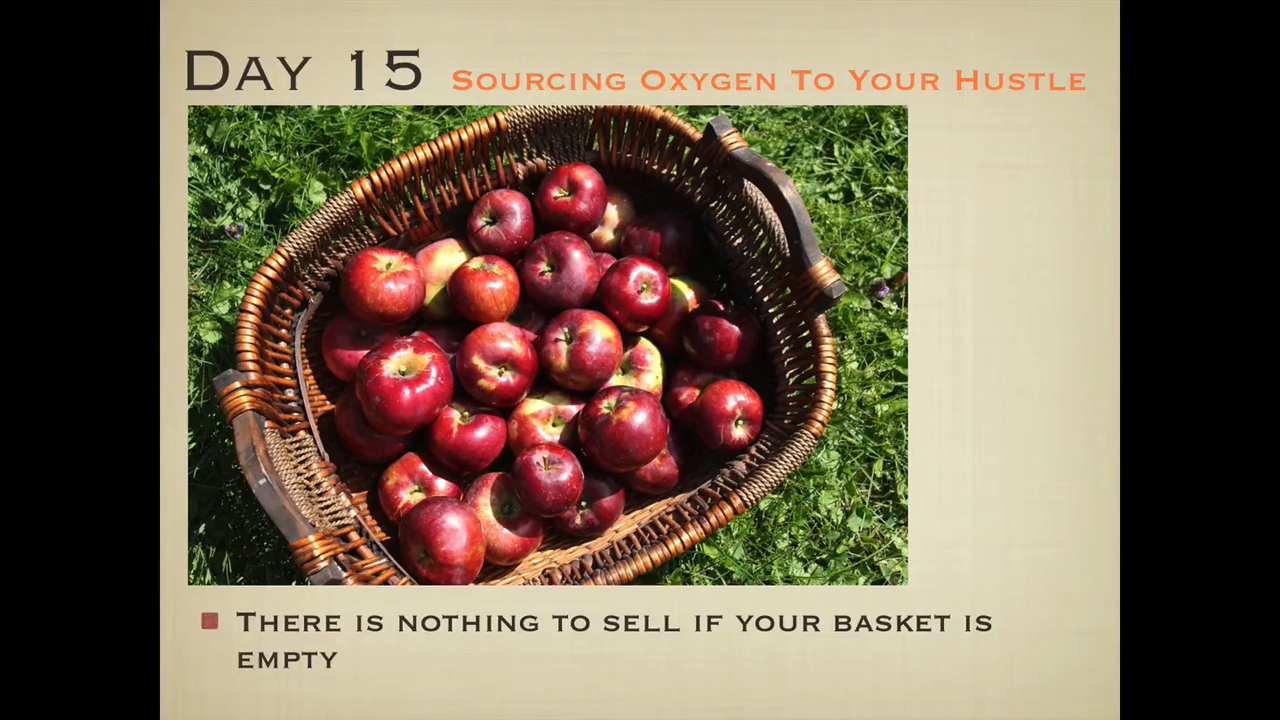 Day 15 Sourcing Oxygen To Your Hustle
There is nothing to sell if your basket is
empty